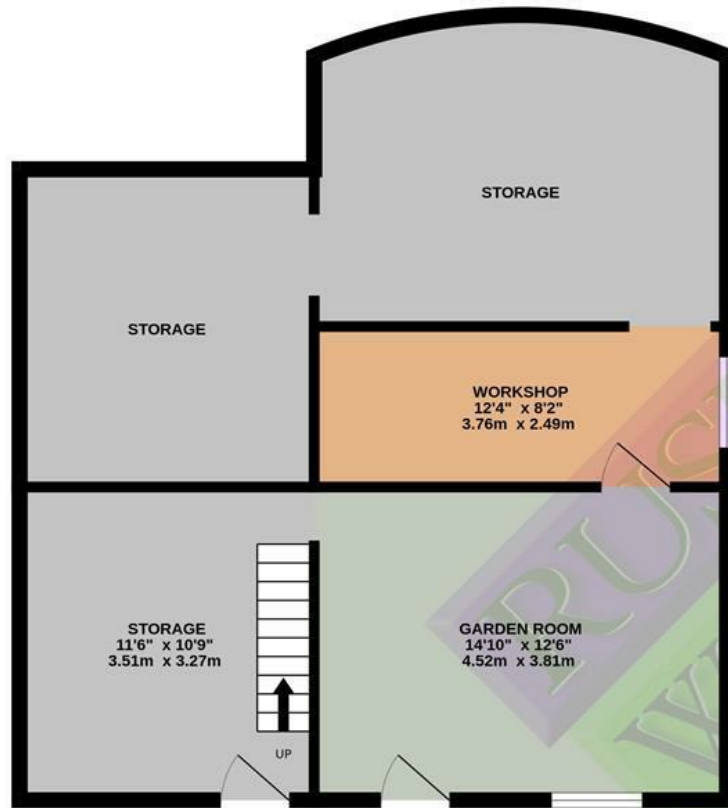 STORAGE
STORAGE
WORKSHOP
12'4" x 8'2"
3.76m x 2.49m
STORAGE
11'6" x 10'9"
3.51m x 3.27m
GARDEN ROOM
14'10" x 12'6"
4.52m x 3.81m
UP